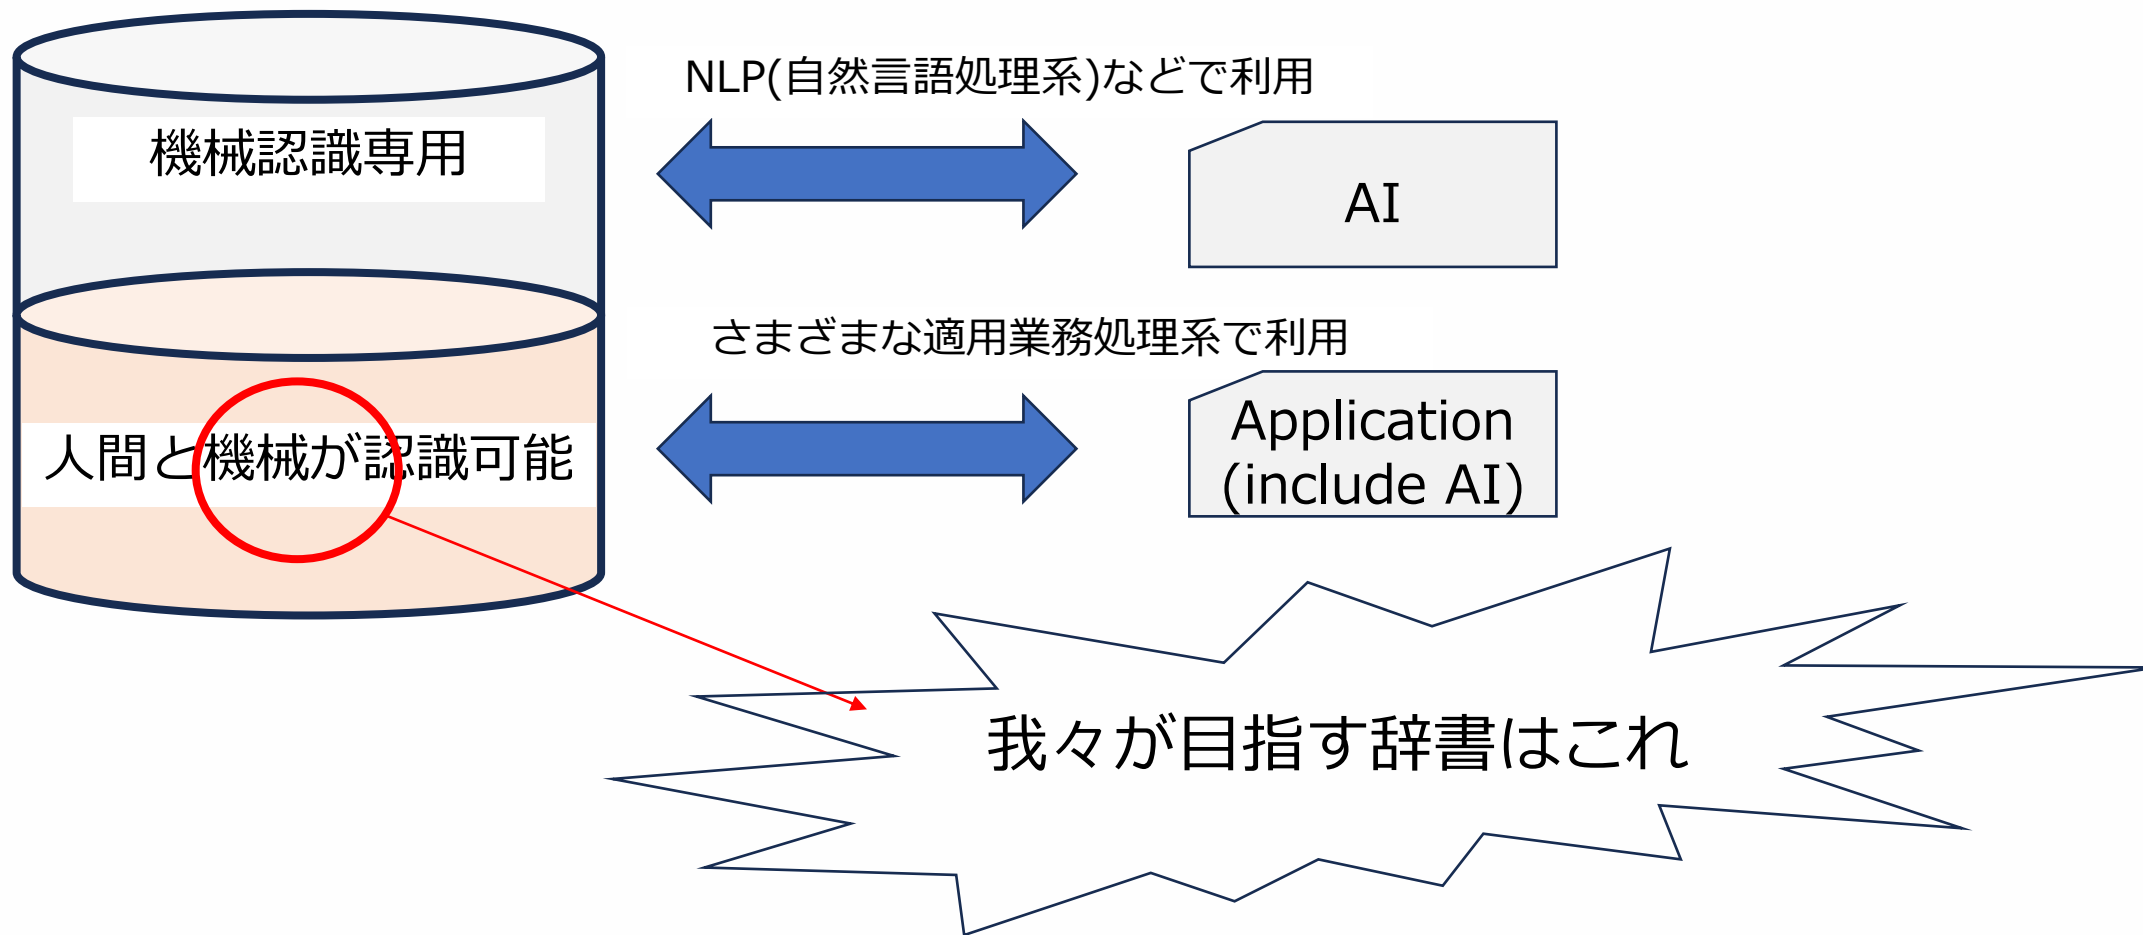 NLP(自然言語処理系)などで利用
機械認識専用
AI
さまざまな適用業務処理系で利用
人間と機械が認識可能
Application
(include AI)
我々が目指す辞書はこれ